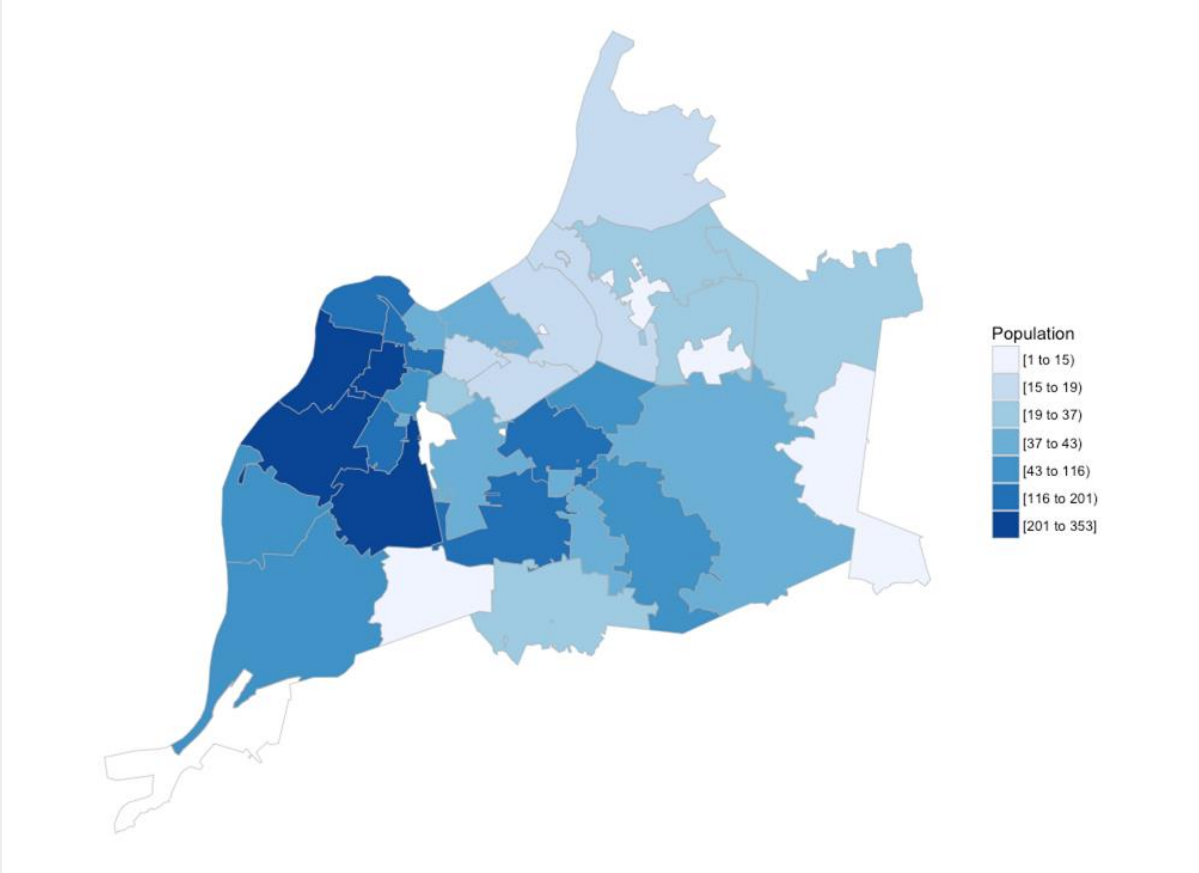 Population
[1 to 15)
[15 to 19)
[19 to 37)
[37 to 43)
[43 to 116)
[116 to 201)
[201 to 353]